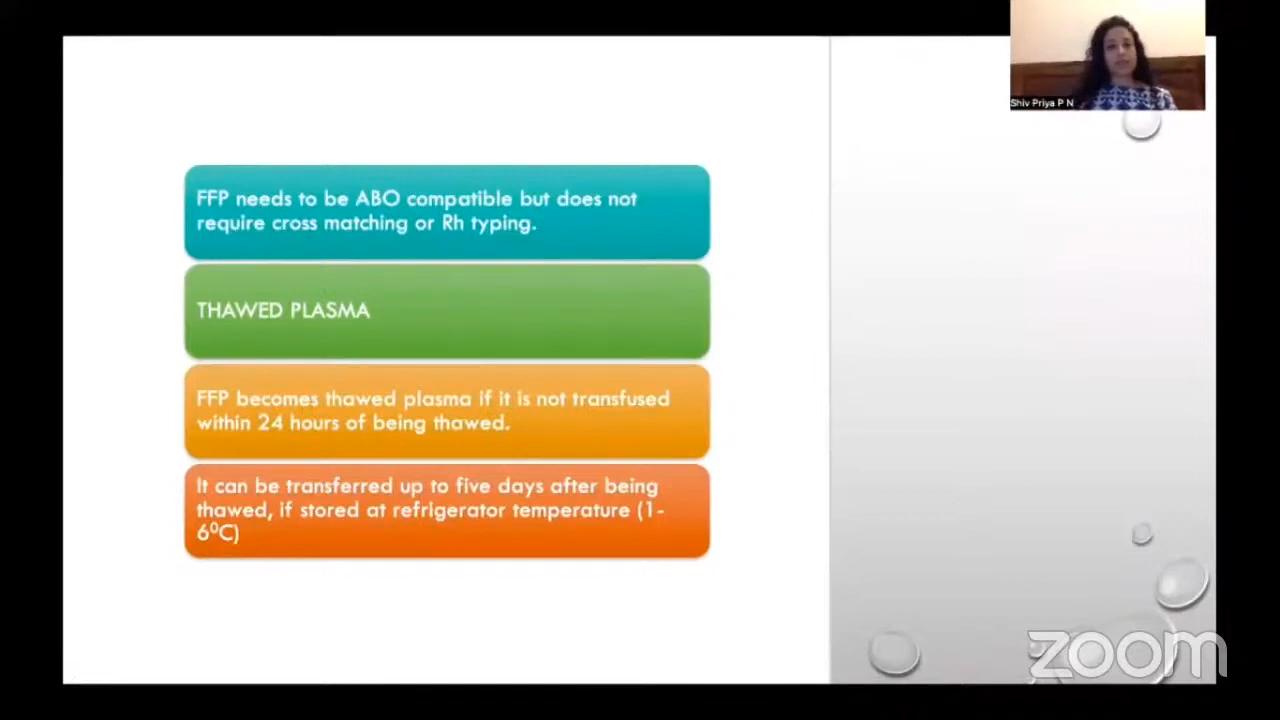 Shiv Priya P N
FFP needs to be ABO compatible but does not
require cross matching or Rh typing.
THAWED PLASMA
FFP becomes thawed plasma if it is not transfused
within 24 hours of being thawed.
It can be transferred up to five days after being
thawed, if stored at refrigerator temperature (1-
6⁰C)
zoom